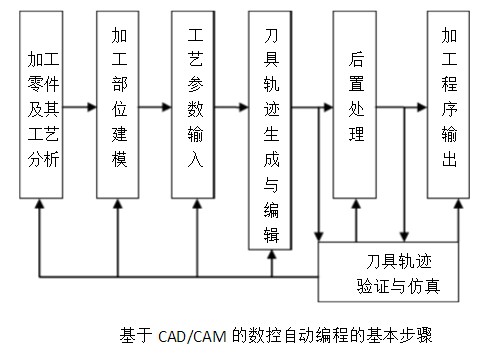 加工
零件
及其
工艺
分析
加工部位建模
工艺参数输入
刀具轨迹生成与编辑
后置处理
加工程序输出
刀具轨迹
验证与仿真
基于 CAD/CAM 的数控自动编程的基本步骤